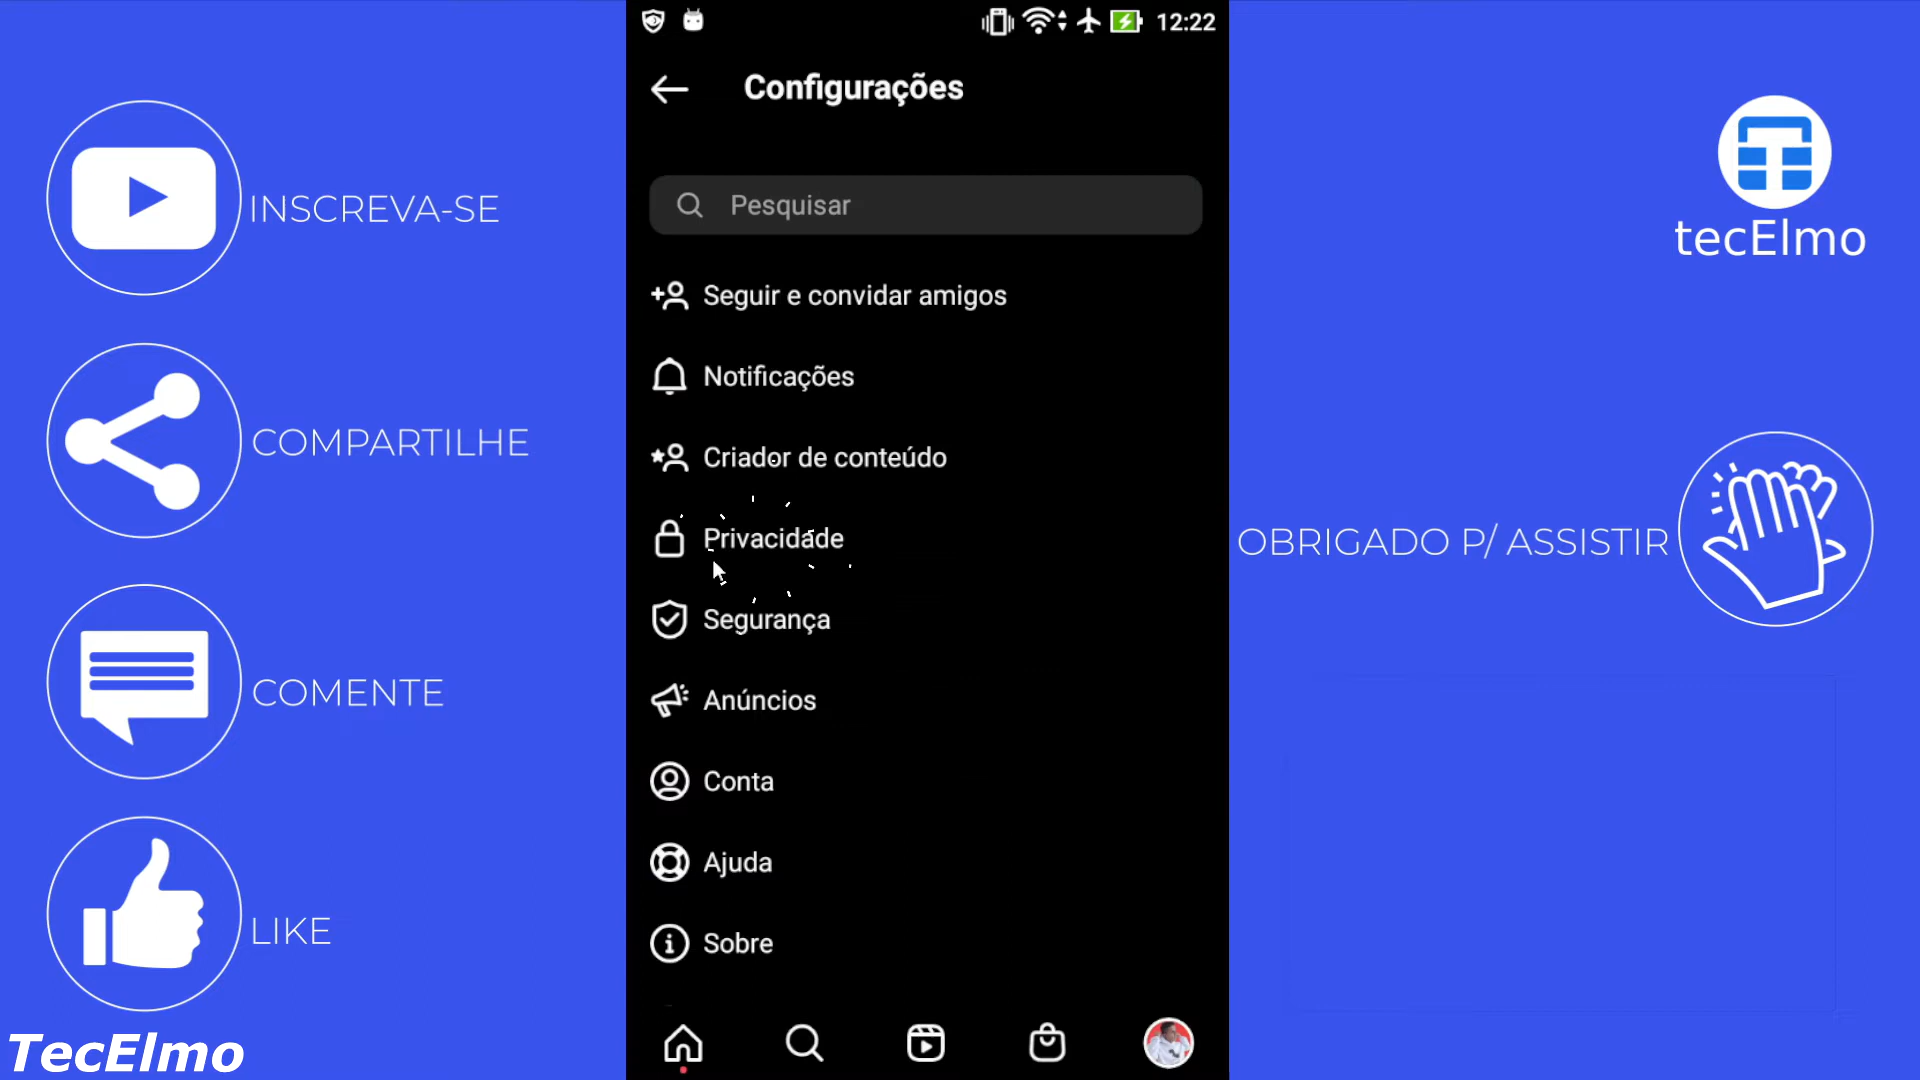 12:22
Configurações
Pesquisar
Seguir e convidar amigos
Notificações
Criador de conteúdo
Privacidade
Segurança
Anúncios
Conta
Ajuda
Sobre
INSCREVA-SE
COMPARTILHE
COMENTE
LIKE
TecElmo
tecElmo
OBRIGADO P/ ASSISTIR